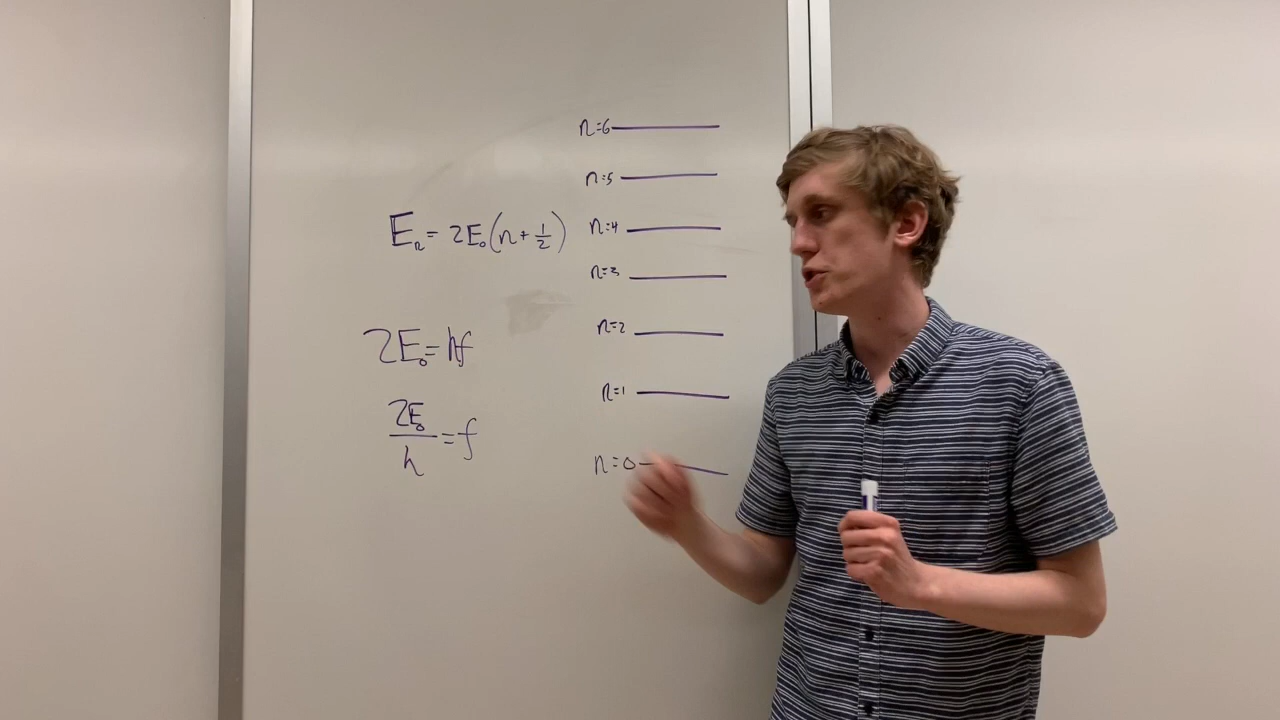 Eₙ = 2E₀(n + 1/2)
2E₀ = hf
2E₀/h = f
n=6
n=5
n=4
n=3
n=2
n=1
n=0